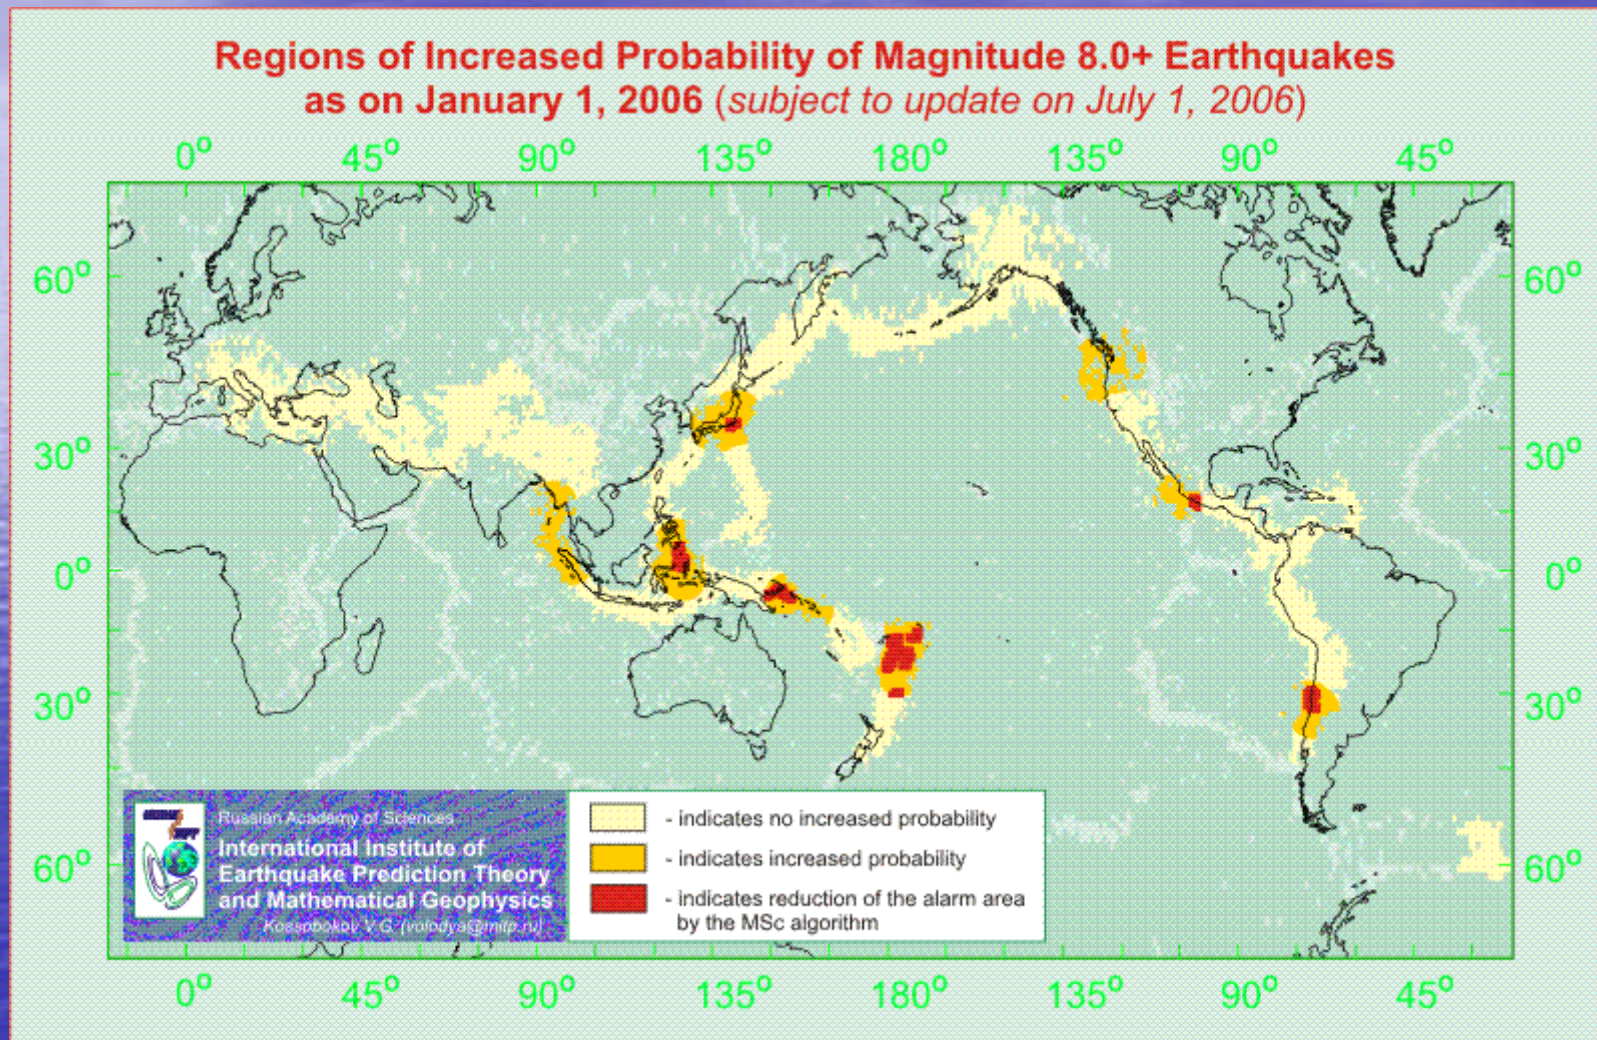 Regions of Increased Probability of Magnitude 8.0+ Earthquakes
as on January 1, 2006 (subject to update on July 1, 2006)
0° 45° 90° 135° 180° 135° 90° 45°
60° 60°
30° 30°
0° 0°
30° 30°
60° 60°
Russian Academy of Sciences
International Institute of
Earthquake Prediction Theory
and Mathematical Geophysics
Kossobokov V.G. (volodya@mitp.ru)
- indicates no increased probability
- indicates increased probability
- indicates reduction of the alarm area
by the MSc algorithm
0° 45° 90° 135° 180° 135° 90° 45°